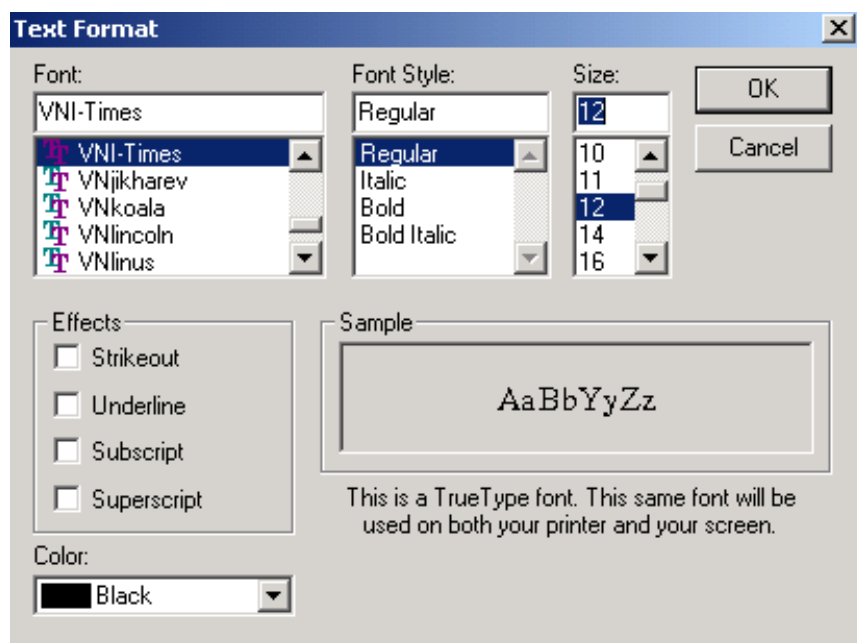 Text Format
Font:
VNI-Times
VNI-Times
VNjikharev
VNkoala
VNlincoln
VNlinus
Font Style:
Regular
Regular
Italic
Bold
Bold Italic
Size:
12
10
11
12
14
16
OK
Cancel
Effects
Strikeout
Underline
Subscript
Superscript
Sample
AaBbYyZz
This is a TrueType font. This same font will be
used on both your printer and your screen.
Color:
Black